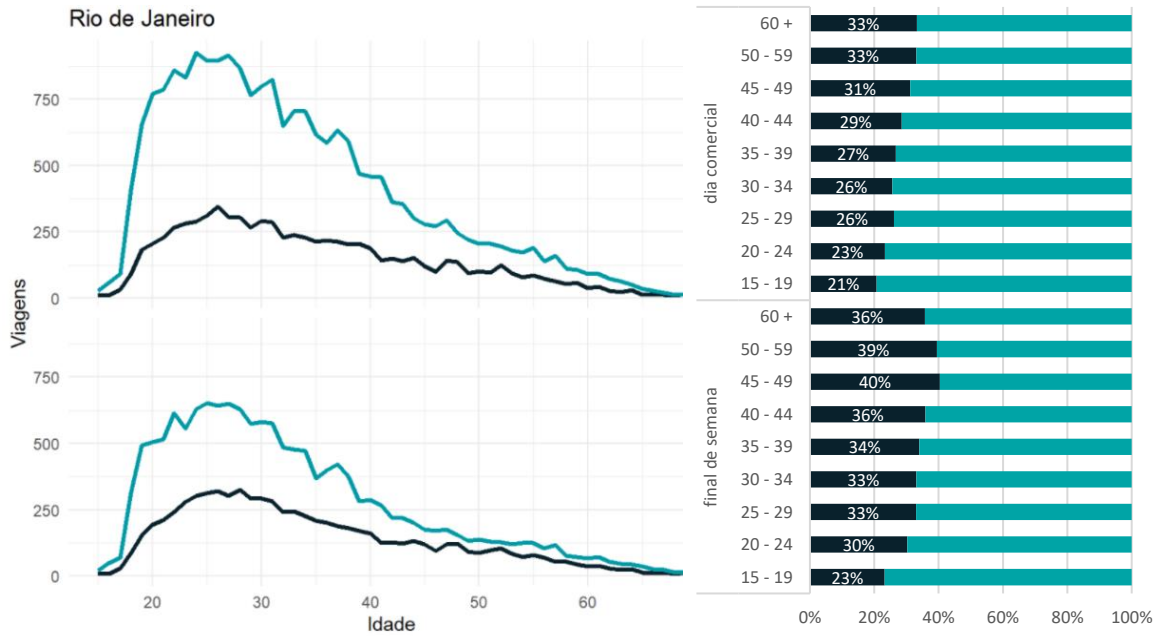 Rio de Janeiro
Viagens
750
500
250
0
750
500
250
0
20 30 40 50 60
Idade
dia comercial
60 + 33%
50 - 59 33%
45 - 49 31%
40 - 44 29%
35 - 39 27%
30 - 34 26%
25 - 29 26%
20 - 24 23%
15 - 19 21%
final de semana
60 + 36%
50 - 59 39%
45 - 49 40%
40 - 44 36%
35 - 39 34%
30 - 34 33%
25 - 29 33%
20 - 24 30%
15 - 19 23%
0% 20% 40% 60% 80% 100%